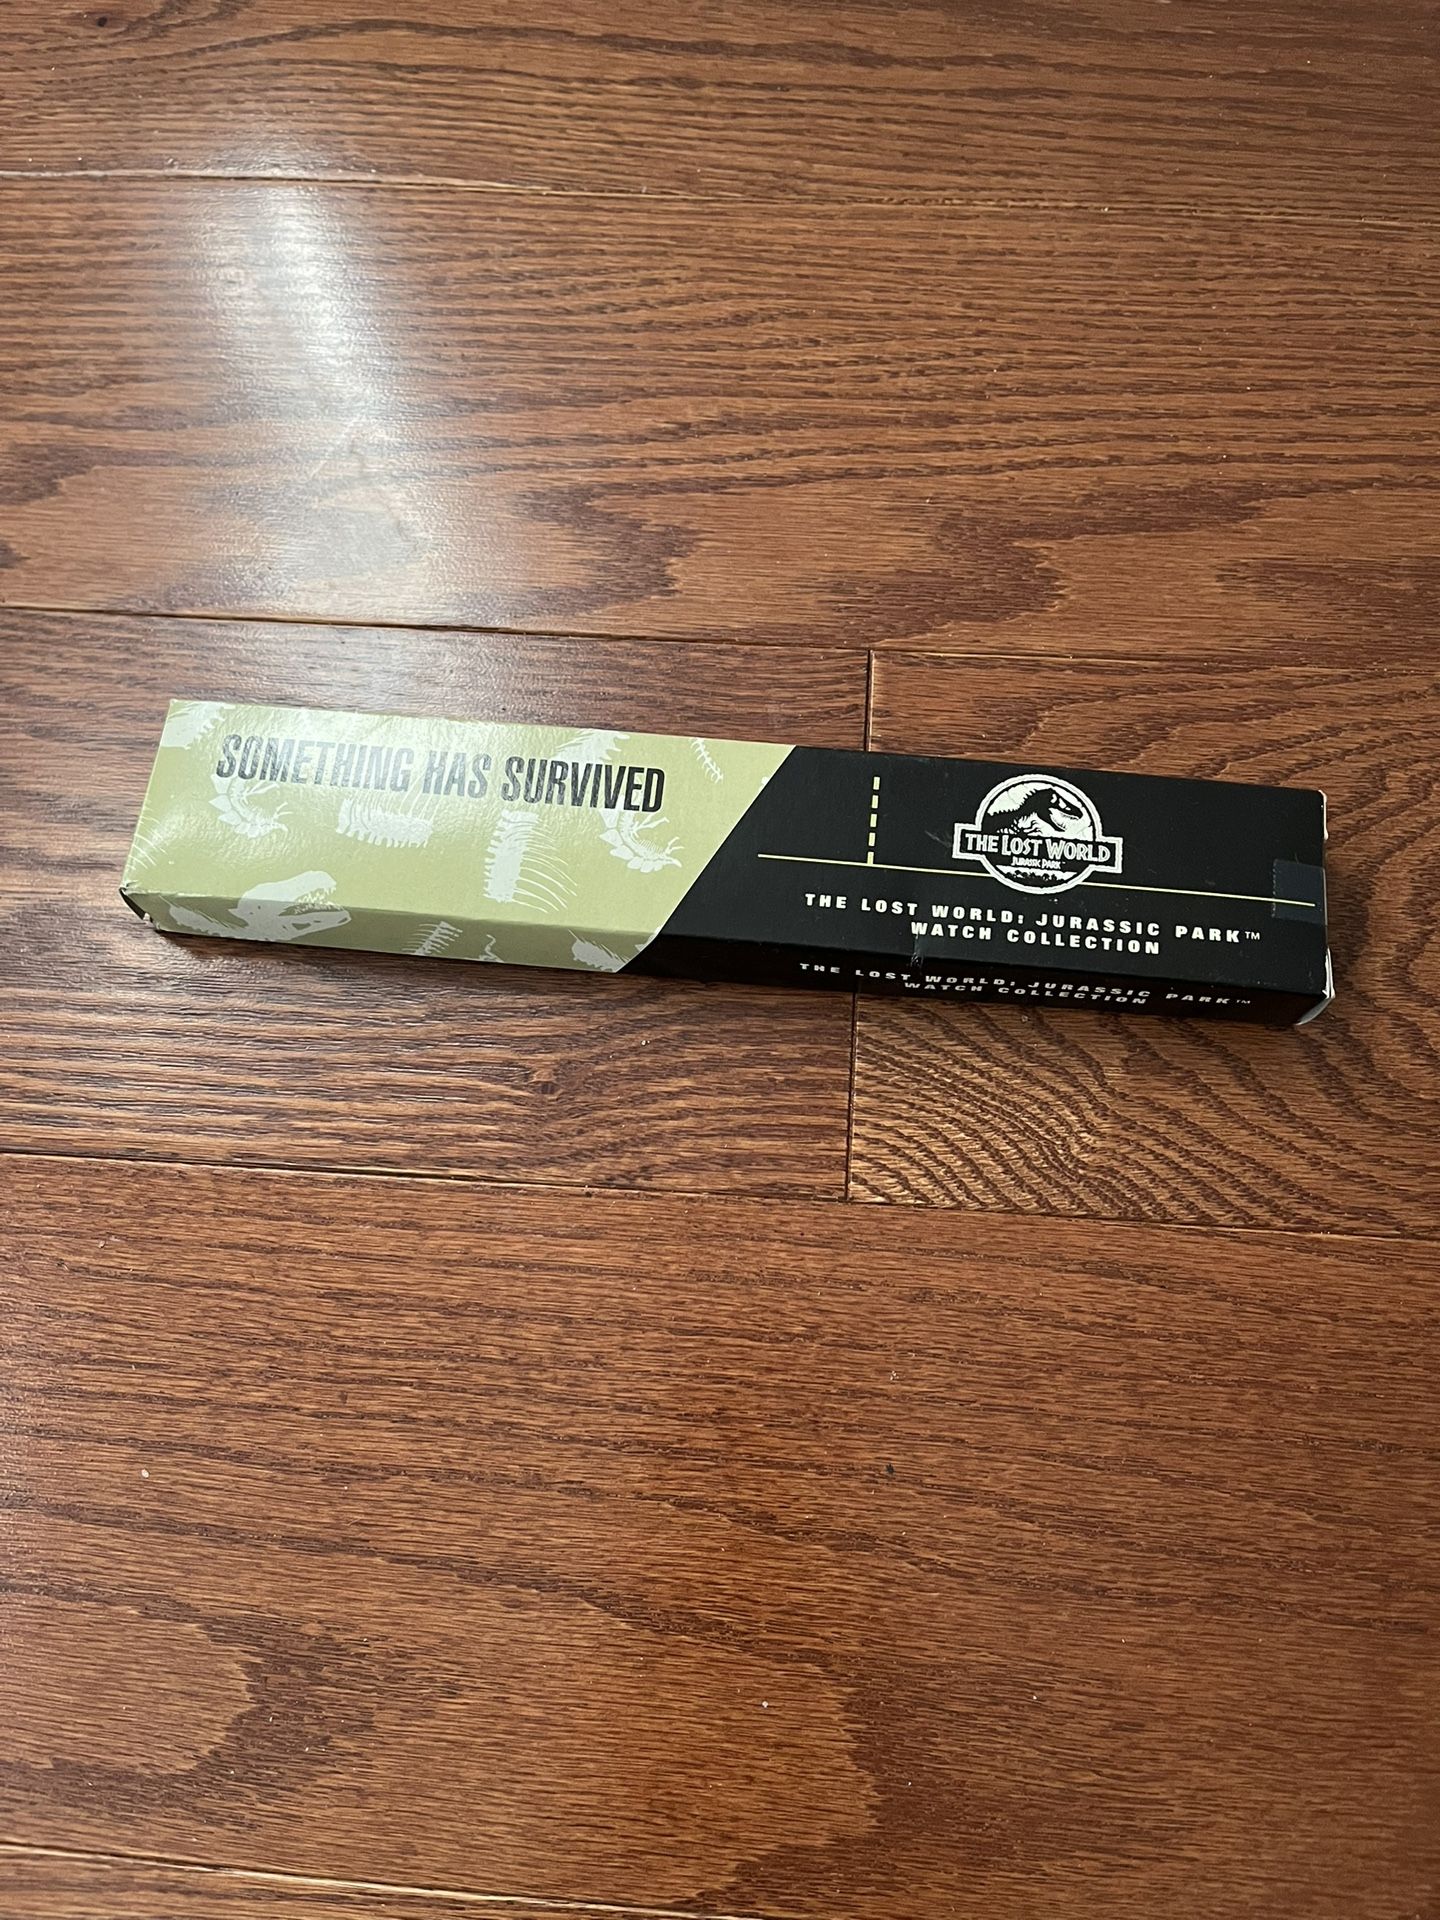 SOMETHING HAS SURVIVED
THE LOST WORLD
JURASSIC PARK
THE LOST WORLD: JURASSIC PARK™
WATCH COLLECTION
THE LOST WORLD: JURASSIC PARK™
WATCH COLLECTION